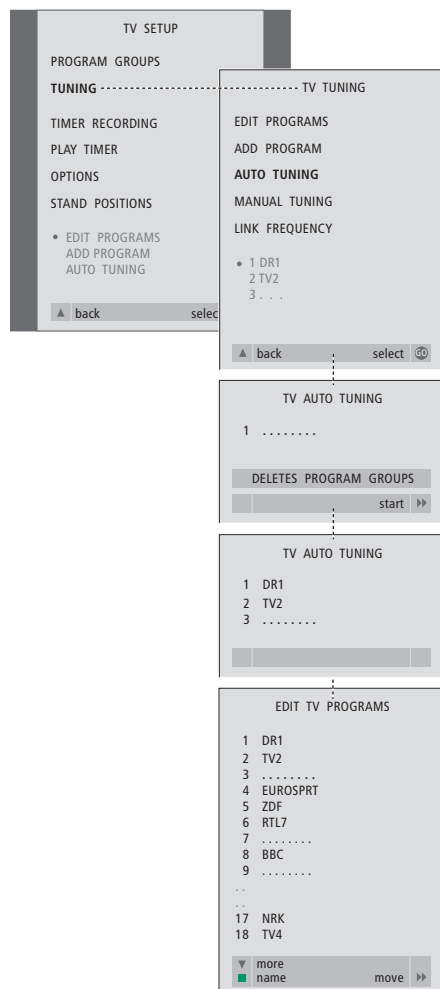 TV SETUP
PROGRAM GROUPS
TUNING
TIMER RECORDING
PLAY TIMER
OPTIONS
STAND POSITIONS
• EDIT PROGRAMS
ADD PROGRAM
AUTO TUNING
▲ back selec
TV TUNING
EDIT PROGRAMS
ADD PROGRAM
AUTO TUNING
MANUAL TUNING
LINK FREQUENCY
• 1 DR1
2 TV2
3 . . .
▲ back select GO
TV AUTO TUNING
1 ........
DELETES PROGRAM GROUPS
start
TV AUTO TUNING
1 DR1
2 TV2
3 ........
EDIT TV PROGRAMS
1 DR1
2 TV2
3 ........
4 EUROSPRT
5 ZDF
6 RTL7
7 ........
8 BBC
9 ........
. .
. .
17 NRK
18 TV4
▼ more
name move